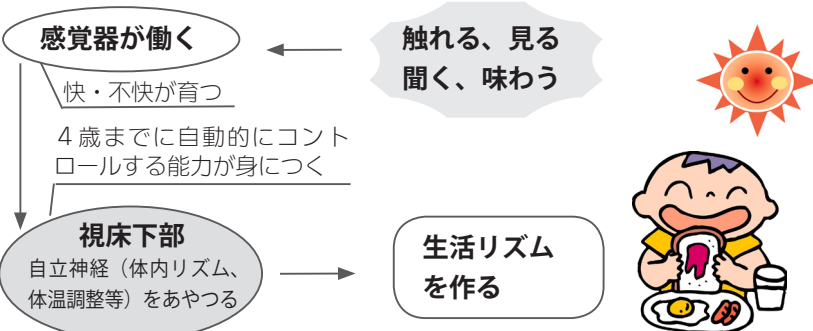 感覚器が働く
触れる、見る
聞く、味わう
快・不快が育つ
4歳までに自動的にコント
ロールする能力が身につく
視床下部
自立神経（体内リズム、
体温調整等）をあやつる
生活リズム
を作る